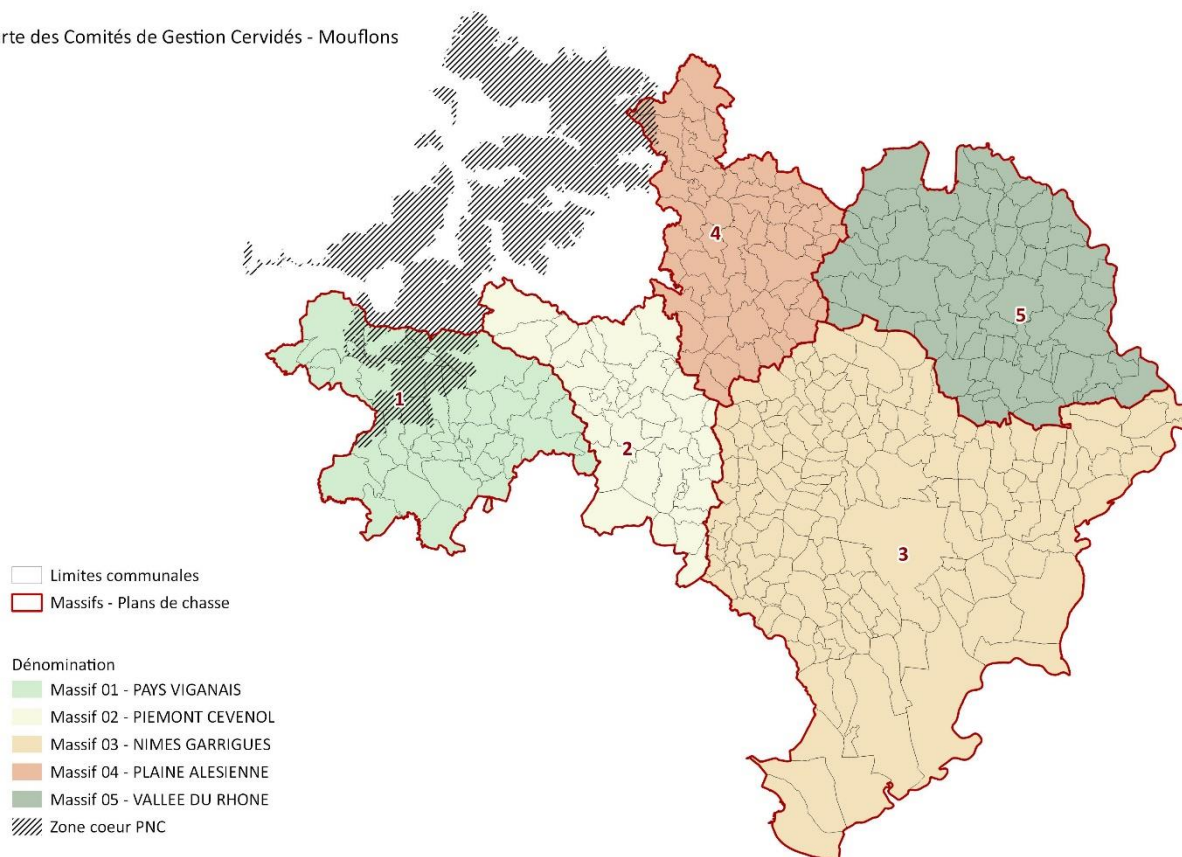 rte des Comités de Gestion Cervidés - Mouflons
4
5
1
2
3
Limites communales
Massifs - Plans de chasse
Dénomination
Massif 01 - PAYS VIGANAIS
Massif 02 - PIEMONT CEVENOL
Massif 03 - NIMES GARRIGUES
Massif 04 - PLAINE ALESIENNE
Massif 05 - VALLEE DU RHONE
Zone coeur PNC